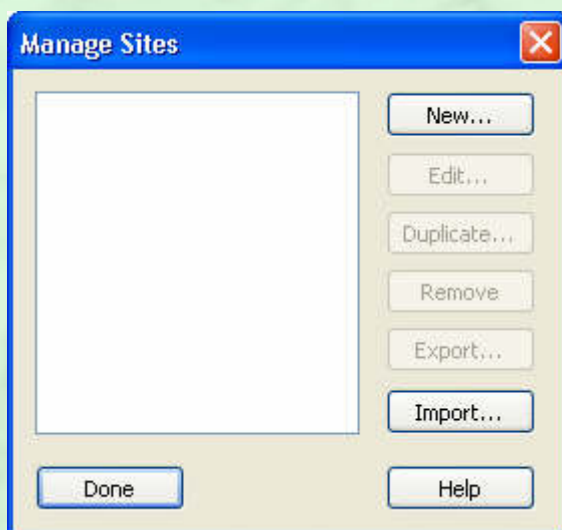 Manage Sites
New...
Edit...
Duplicate...
Remove
Export...
Import...
Done
Help